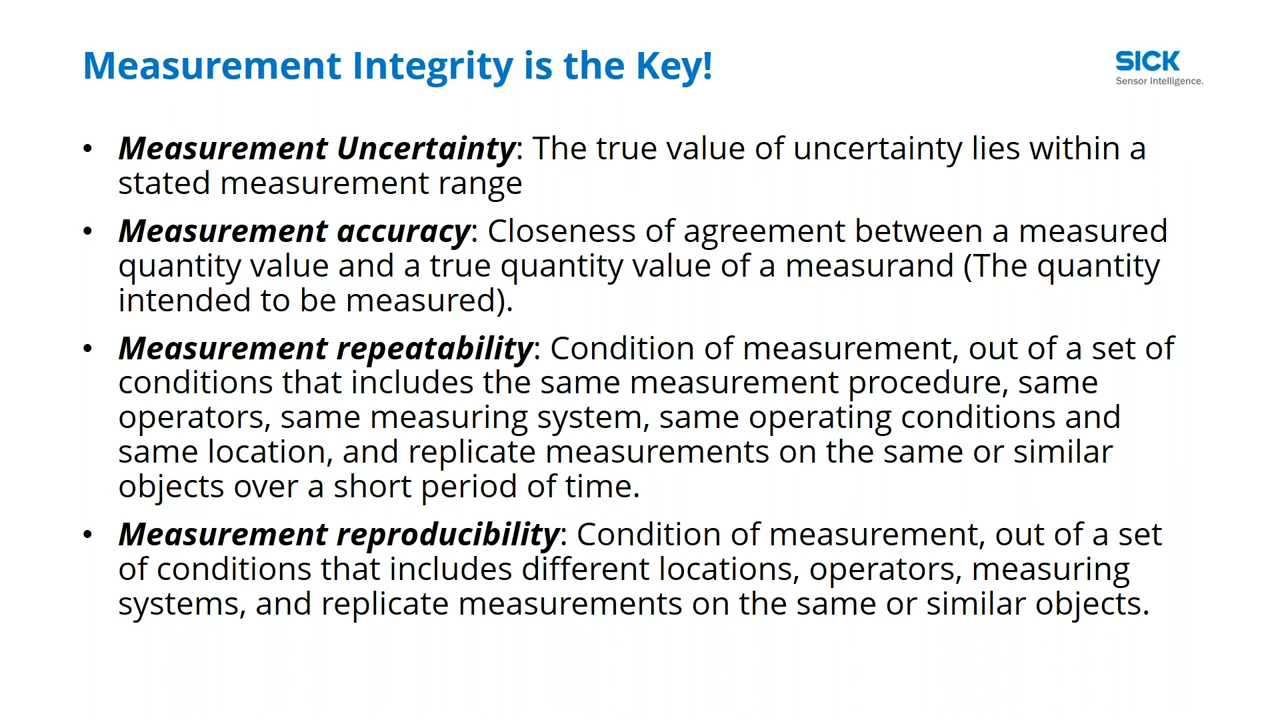 Measurement Integrity is the Key!
SICK
Sensor Intelligence.
• Measurement Uncertainty: The true value of uncertainty lies within a
stated measurement range
• Measurement accuracy: Closeness of agreement between a measured
quantity value and a true quantity value of a measurand (The quantity
intended to be measured).
• Measurement repeatability: Condition of measurement, out of a set of
conditions that includes the same measurement procedure, same
operators, same measuring system, same operating conditions and
same location, and replicate measurements on the same or similar
objects over a short period of time.
• Measurement reproducibility: Condition of measurement, out of a set
of conditions that includes different locations, operators, measuring
systems, and replicate measurements on the same or similar objects.